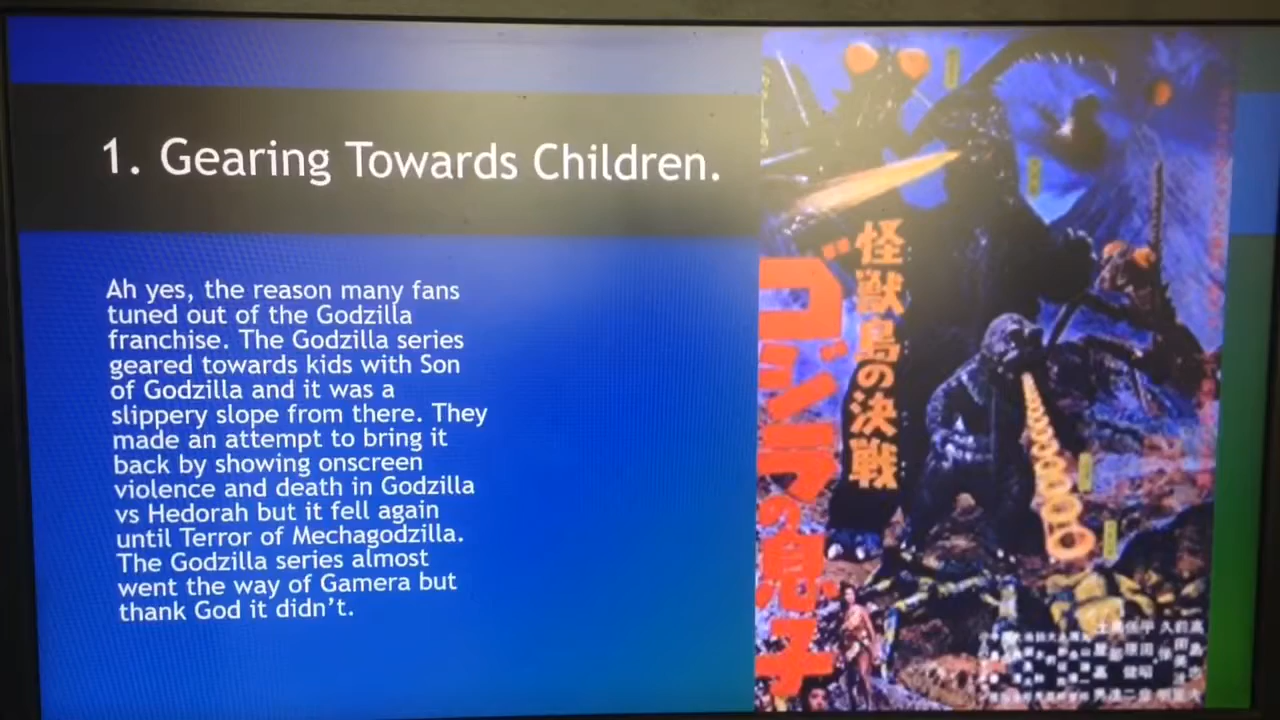 1. Gearing Towards Children.
Ah yes, the reason many fans
tuned out of the Godzilla
franchise. The Godzilla series
geared towards kids with Son
of Godzilla and it was a
slippery slope from there. They
made an attempt to bring it
back by showing onscreen
violence and death in Godzilla
vs Hedorah but it fell again
until Terror of Mechagodzilla.
The Godzilla series almost
went the way of Gamera but
thank God it didn't.
怪獣島の決戦
ゴジラの息子